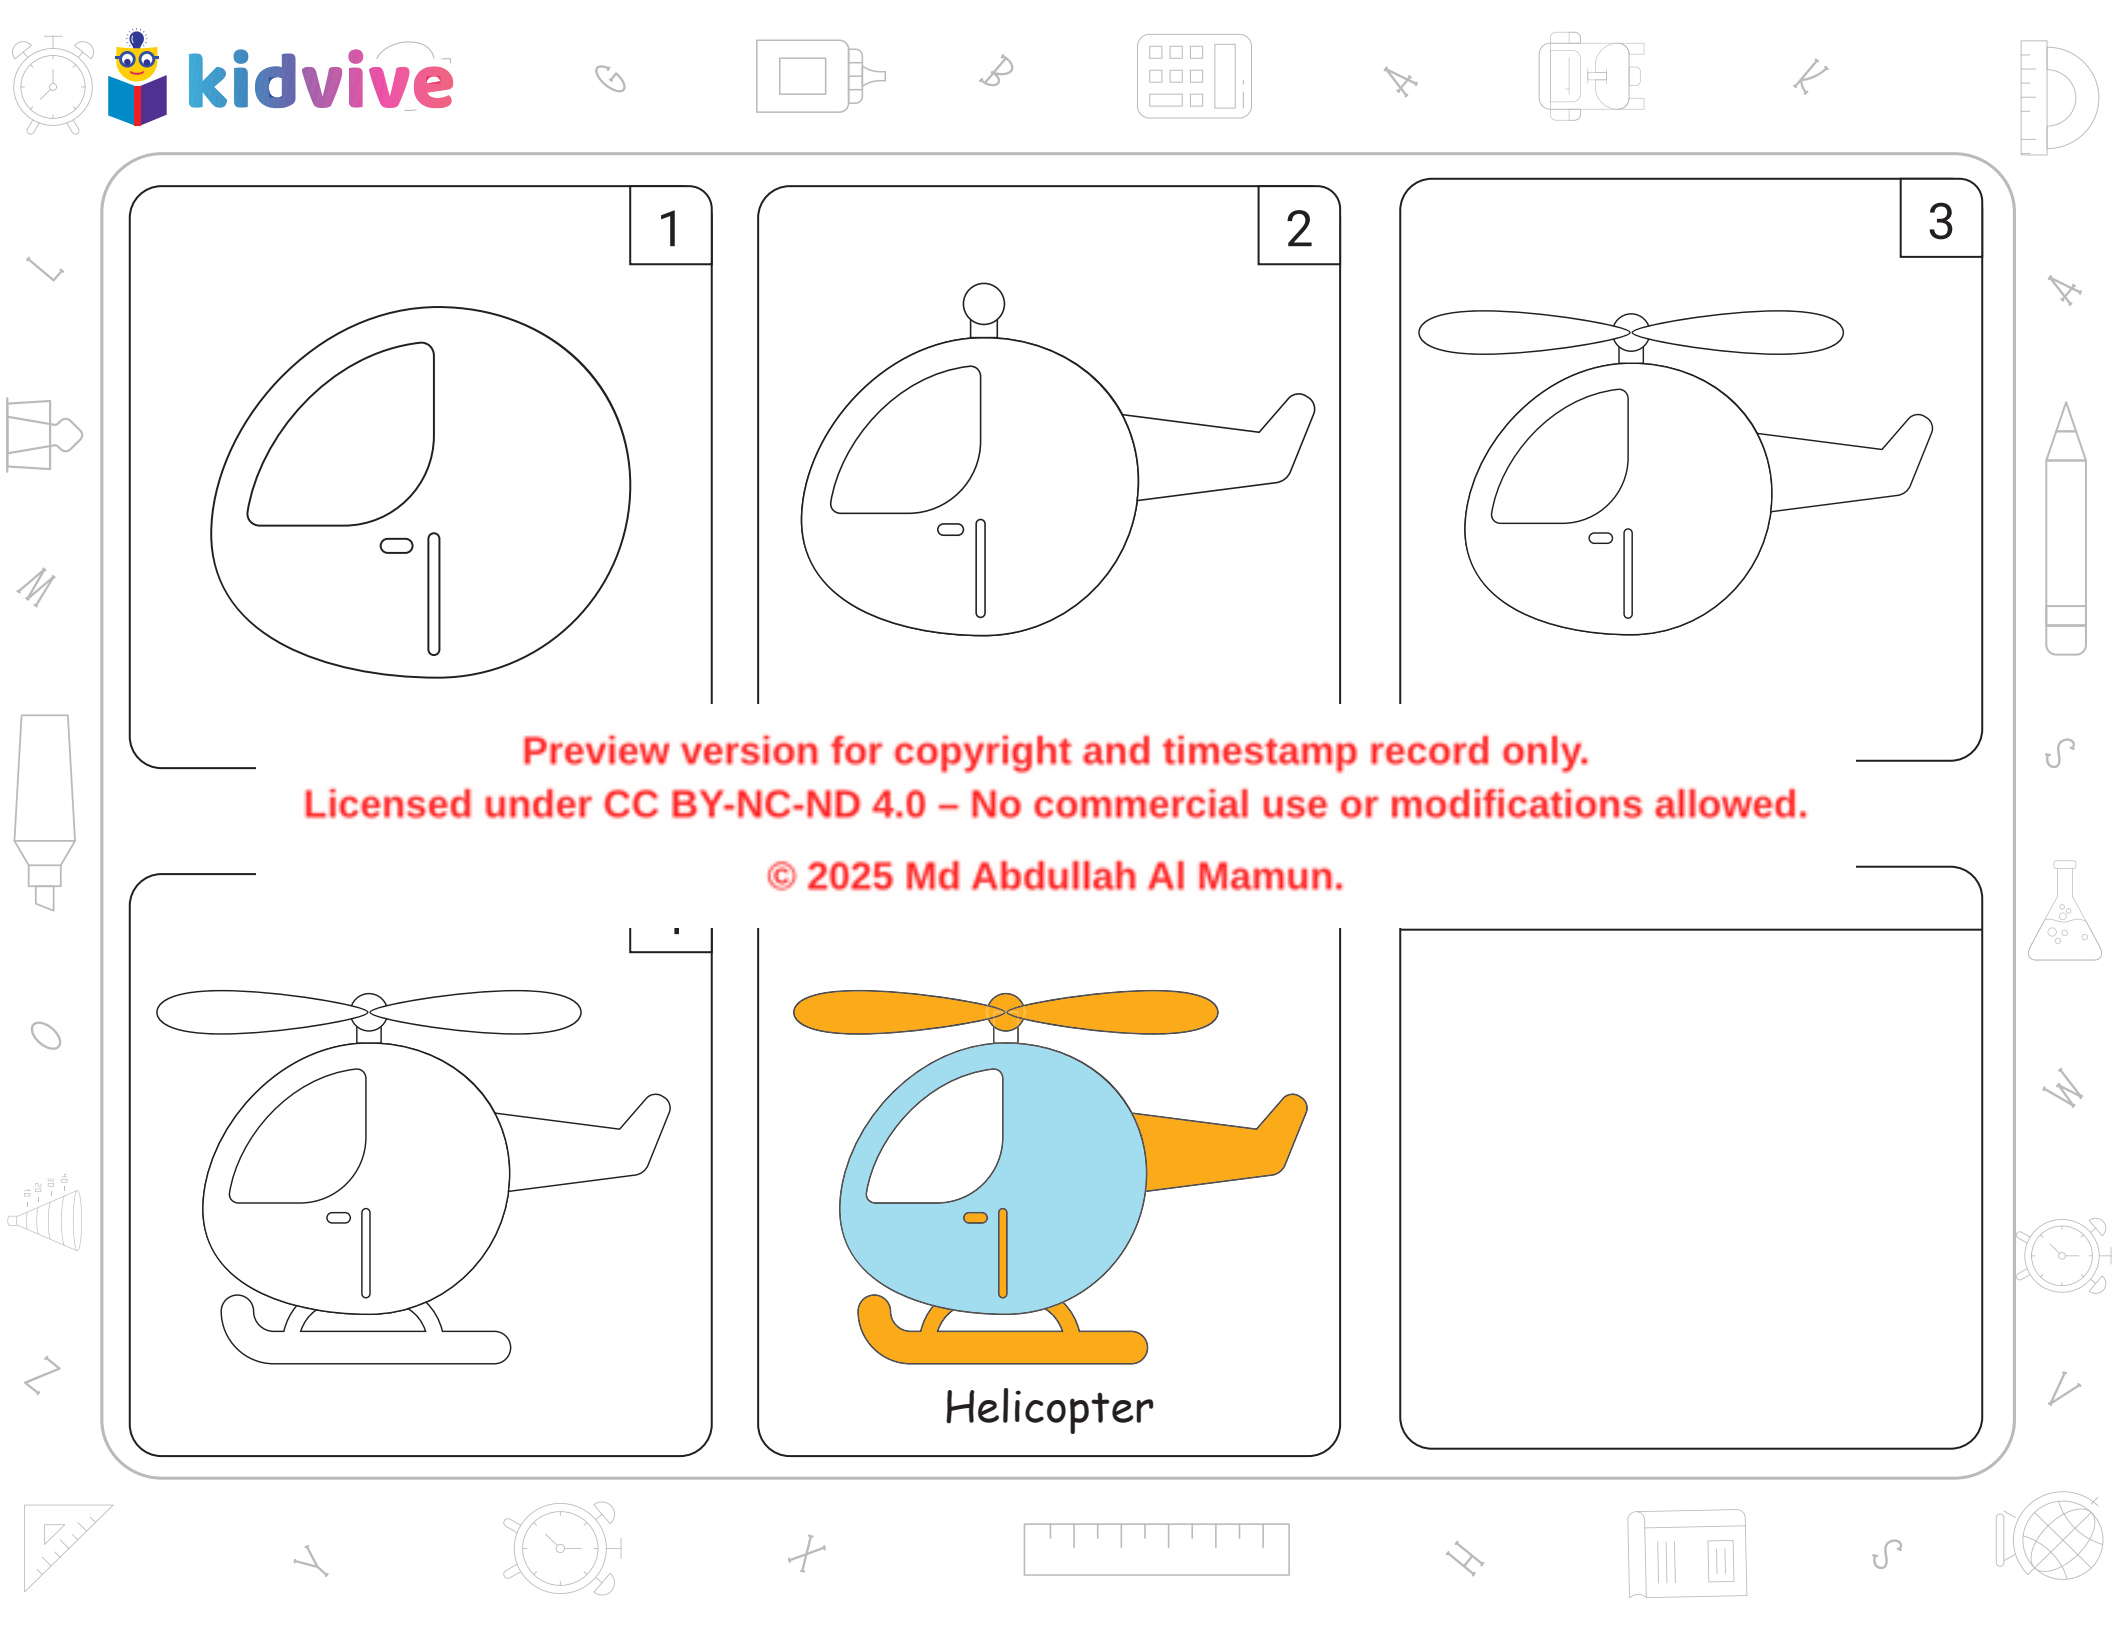 kidvive
G
B
A
K
1
2
3
L
A
M
S
Preview version for copyright and timestamp record only.
Licensed under CC BY-NC-ND 4.0 – No commercial use or modifications allowed.
© 2025 Md Abdullah Al Mamun.
O
W
Z
V
Helicopter
Y
X
H
S